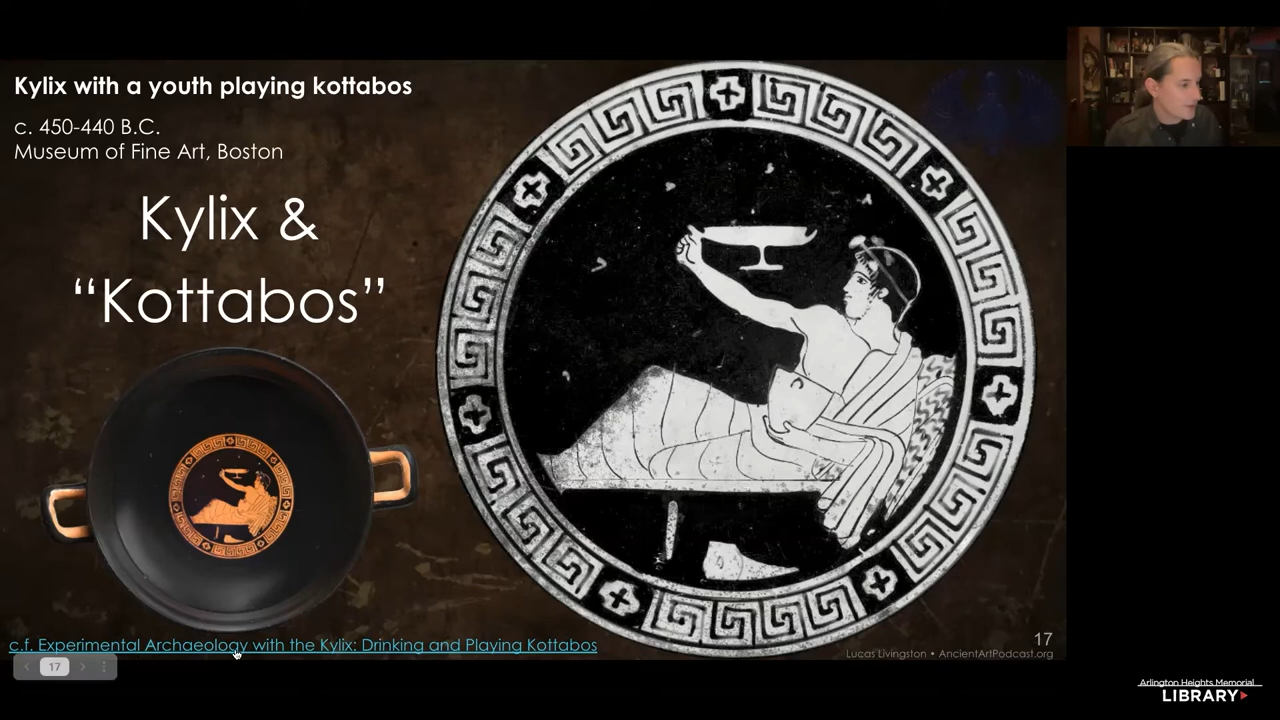 Kylix with a youth playing kottabos
c. 450-440 B.C.
Museum of Fine Art, Boston
Kylix &
“Kottabos”
c.f. Experimental Archaeology with the Kylix: Drinking and Playing Kottabos
17
17
Lucas Livingston • AncientArtPodcast.org
Arlington Heights Memorial
LIBRARY